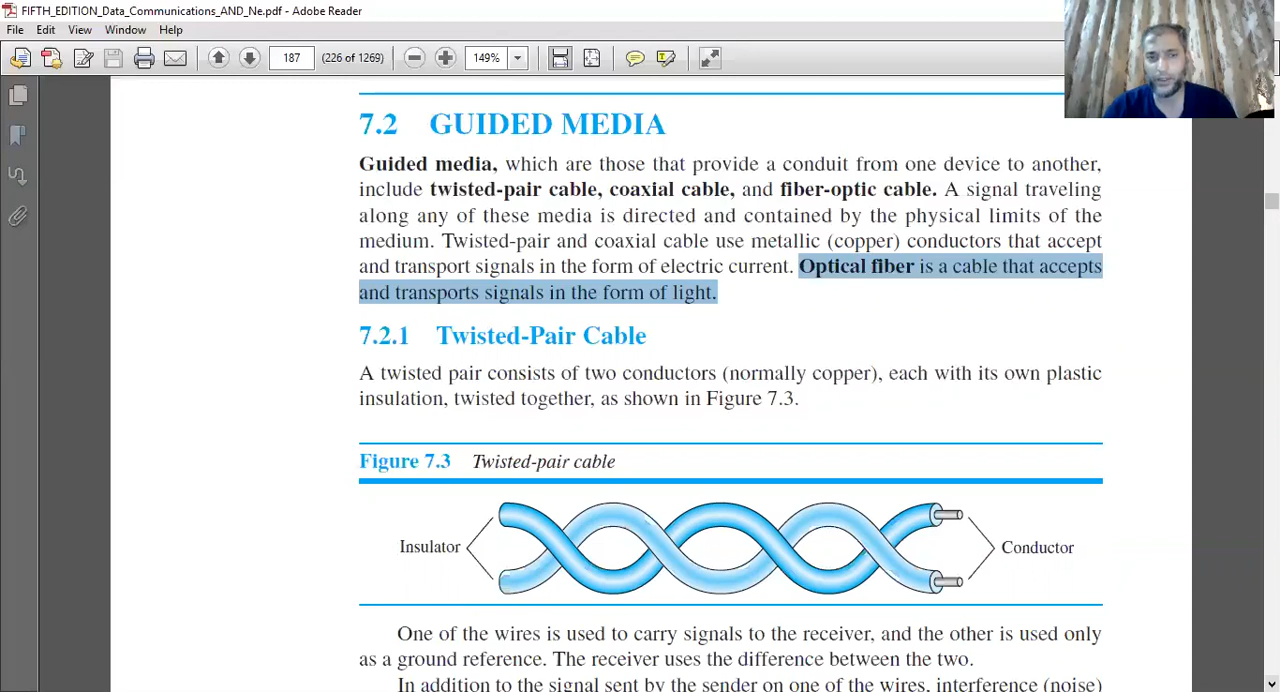 FIFTH_EDITION_Data_Communications_AND_Ne.pdf - Adobe Reader
File Edit View Window Help
187 (226 of 1269) 149%
7.2 GUIDED MEDIA
Guided media, which are those that provide a conduit from one device to another,
include twisted-pair cable, coaxial cable, and fiber-optic cable. A signal traveling
along any of these media is directed and contained by the physical limits of the
medium. Twisted-pair and coaxial cable use metallic (copper) conductors that accept
and transport signals in the form of electric current. Optical fiber is a cable that accepts
and transports signals in the form of light.
7.2.1 Twisted-Pair Cable
A twisted pair consists of two conductors (normally copper), each with its own plastic
insulation, twisted together, as shown in Figure 7.3.
Figure 7.3 Twisted-pair cable
Insulator
Conductor
One of the wires is used to carry signals to the receiver, and the other is used only
as a ground reference. The receiver uses the difference between the two.
In addition to the signal sent by the sender on one of the wires, interference (noise)